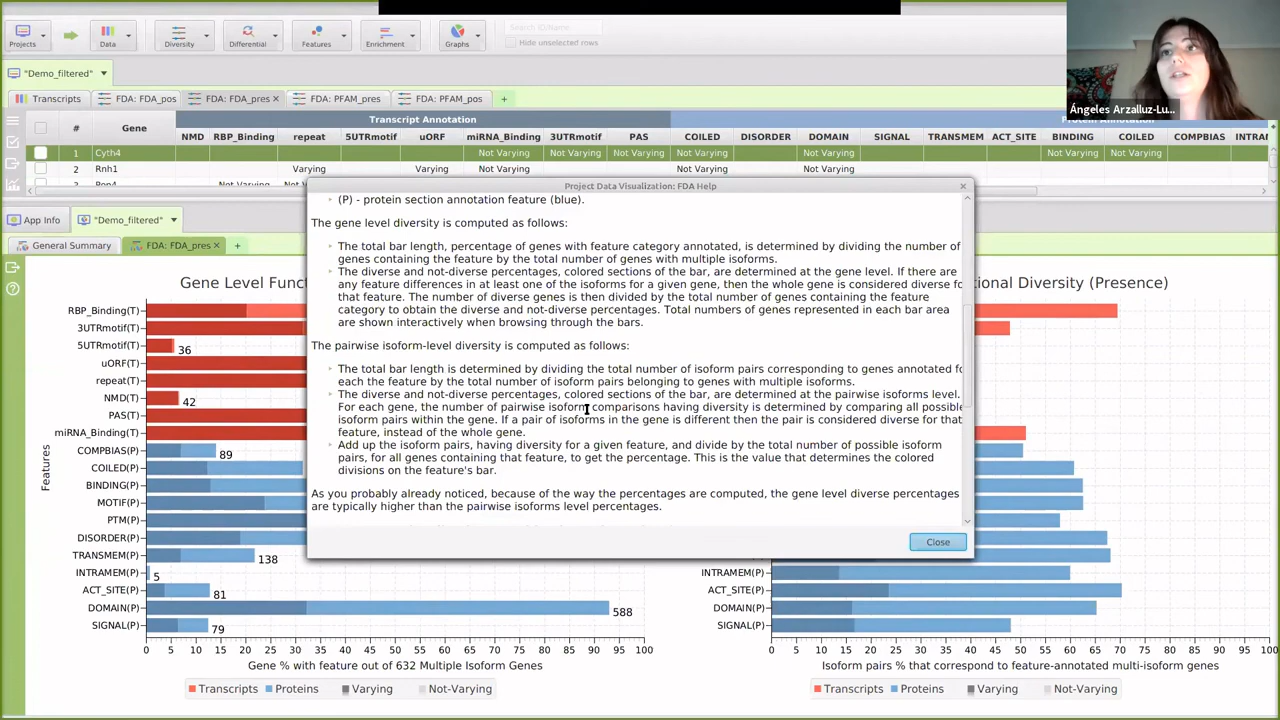 Projects
Data
Diversity
Differential
Features
Enrichment
Graphs
Search ID/Name
Hide unselected rows
Ángeles Arzalluz-Lu...
"Demo_filtered"
Transcripts
FDA: FDA_pos
FDA: FDA_pres ×
FDA: PFAM_pres
FDA: PFAM_pos
+
Transcript Annotation
# Gene NMD RBP_Binding repeat 5UTRmotif uORF miRNA_Binding 3UTRmotif PAS COILED DISORDER DOMAIN SIGNAL TRANSMEM ACT_SITE BINDING COILED COMPBIAS INTRAM
1 Cyth4 Not Varying Not Varying Not Varying Not Varying Not Varying Not Varying Not Varying
2 Rnh1 Varying Varying Not Varying Not Varying Not Varying
App Info
"Demo_filtered"
General Summary
FDA: FDA_pres ×
+
Project Data Visualization: FDA Help
(P) - protein section annotation feature (blue).
The gene level diversity is computed as follows:
The total bar length, percentage of genes with feature category annotated, is determined by dividing the number of
genes containing the feature by the total number of genes with multiple isoforms.
The diverse and not-diverse percentages, colored sections of the bar, are determined at the gene level. If there are
any feature differences in at least one of the isoforms for a given gene, then the whole gene is considered diverse fo
that feature. The number of diverse genes is then divided by the total number of genes containing the feature
category to obtain the diverse and not-diverse percentages. Total numbers of genes represented in each bar area
are shown interactively when browsing through the bars.
The pairwise isoform-level diversity is computed as follows:
The total bar length is determined by dividing the total number of isoform pairs corresponding to genes annotated fo
each the feature by the total number of isoform pairs belonging to genes with multiple isoforms.
The diverse and not-diverse percentages, colored sections of the bar, are determined at the pairwise isoforms level.
For each gene, the number of pairwise isoform comparisons having diversity is determined by comparing all possible
isoform pairs within the gene. If a pair of isoforms in the gene is different then the pair is considered diverse for that
feature, instead of the whole gene.
Add up the isoform pairs, having diversity for a given feature, and divide by the total number of possible isoform
pairs, for all genes containing that feature, to get the percentage. This is the value that determines the colored
divisions on the feature's bar.
As you probably already noticed, because of the way the percentages are computed, the gene level diverse percentages
are typically higher than the pairwise isoforms level percentages.
Close
Gene Level Func
Features
RBP_Binding(T)
3UTRmotif(T)
5UTRmotif(T) 36
uORF(T)
repeat(T)
NMD(T) 42
PAS(T)
miRNA_Binding(T)
COMPBIAS(P) 89
COILED(P)
BINDING(P)
MOTIF(P)
PTM(P)
DISORDER(P)
TRANSMEM(P) 138
INTRAMEM(P) 5
ACT_SITE(P) 81
DOMAIN(P) 588
SIGNAL(P) 79
0 5 10 15 20 25 30 35 40 45 50 55 60 65 70 75 80 85 90 95 100
Gene % with feature out of 632 Multiple Isoform Genes
Transcripts Proteins Varying Not-Varying
tional Diversity (Presence)
INTRAMEM(P)
ACT_SITE(P)
DOMAIN(P)
SIGNAL(P)
0 5 10 15 20 25 30 35 40 45 50 55 60 65 70 75 80 85 90 95 100
Isoform pairs % that correspond to feature-annotated multi-isoform genes
Transcripts Proteins Varying Not-Varying